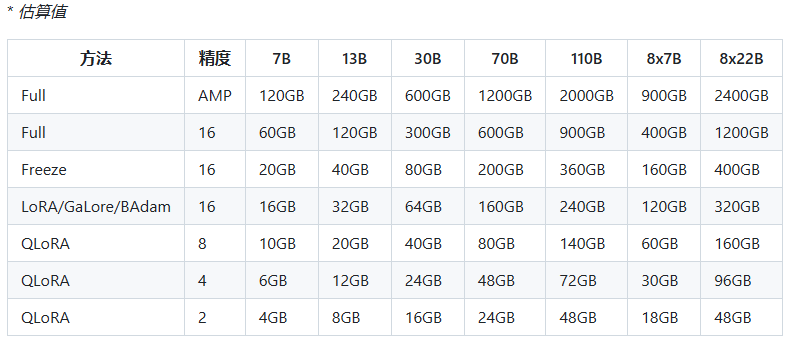 * 估算值
方法 精度 7B 13B 30B 70B 110B 8x7B 8x22B
Full AMP 120GB 240GB 600GB 1200GB 2000GB 900GB 2400GB
Full 16 60GB 120GB 300GB 600GB 900GB 400GB 1200GB
Freeze 16 20GB 40GB 80GB 200GB 360GB 160GB 400GB
LoRA/GaLore/BAdam 16 16GB 32GB 64GB 160GB 240GB 120GB 320GB
QLoRA 8 10GB 20GB 40GB 80GB 140GB 60GB 160GB
QLoRA 4 6GB 12GB 24GB 48GB 72GB 30GB 96GB
QLoRA 2 4GB 8GB 16GB 24GB 48GB 18GB 48GB